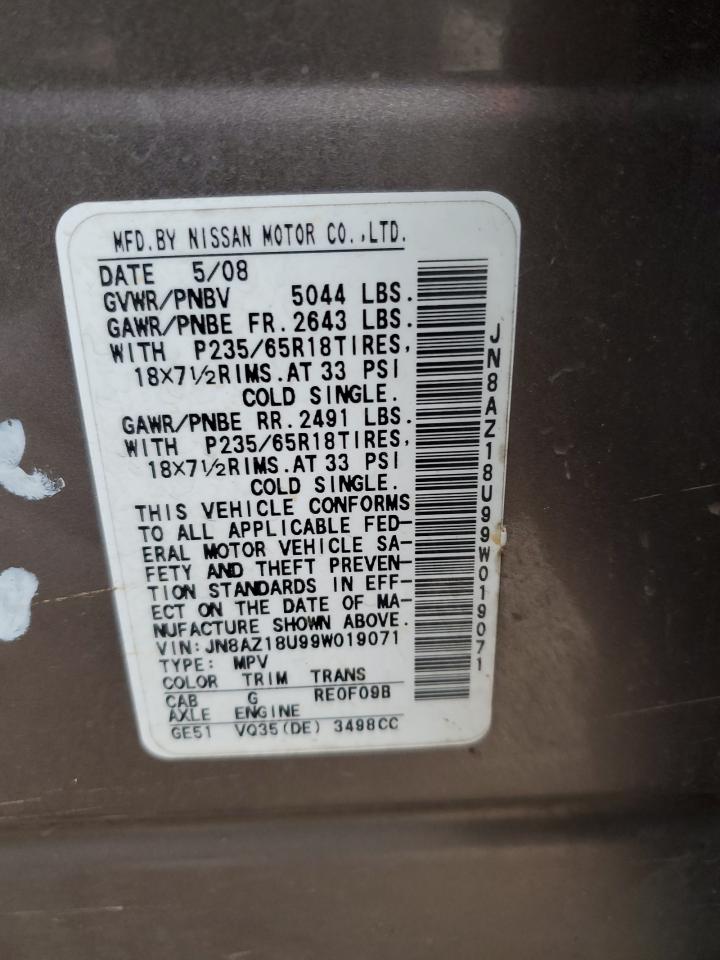 MFD.BY NISSAN MOTOR CO.,LTD.
DATE 5/08
GVWR/PNBV 5044 LBS.
GAWR/PNBE FR.2643 LBS.
WITH P235/65R18TIRES,
18X7½RIMS.AT 33 PSI
COLD SINGLE.
GAWR/PNBE RR.2491 LBS.
WITH P235/65R18TIRES,
18X7½RIMS.AT 33 PSI
COLD SINGLE.
THIS VEHICLE CONFORMS
TO ALL APPLICABLE FED-
ERAL MOTOR VEHICLE SA-
FETY AND THEFT PREVEN-
TION STANDARDS IN EFF-
ECT ON THE DATE OF MA-
NUFACTURE SHOWN ABOVE.
VIN:JN8AZ18U99W019071
TYPE: MPV
COLOR TRIM TRANS
CAB G RE0F09B
AXLE ENGINE
GE51 VQ35(DE) 3498CC
JN8AZ18U99W019071